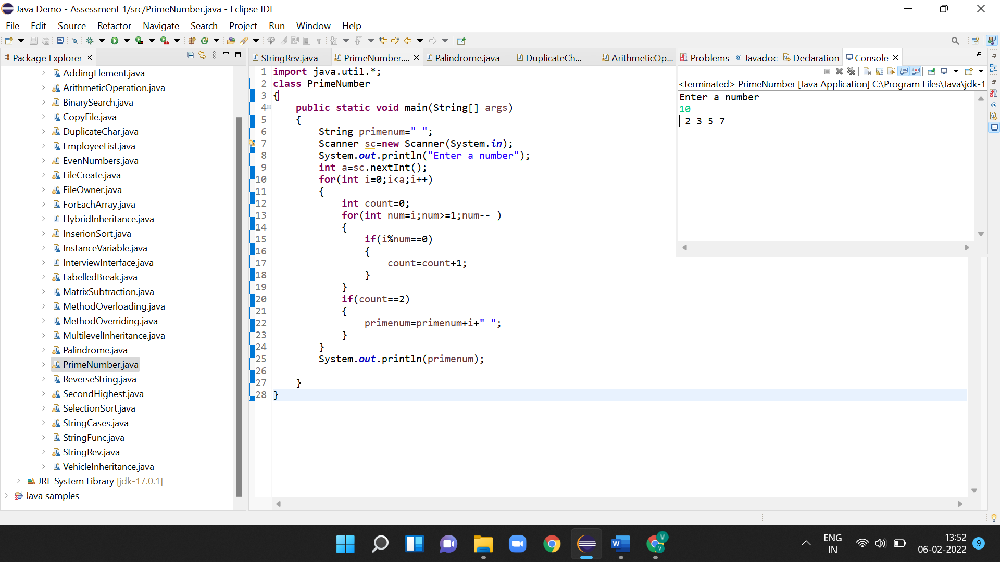 Java Demo - Assessment 1/src/PrimeNumber.java - Eclipse IDE
File Edit Source Refactor Navigate Search Project Run Window Help
Package Explorer
AddingElement.java
ArithmeticOperation.java
BinarySearch.java
CopyFile.java
DuplicateChar.java
EmployeeList.java
EvenNumbers.java
FileCreate.java
FileOwner.java
ForEachArray.java
HybridInheritance.java
InserionSort.java
InstanceVariable.java
InterviewInterface.java
LabelledBreak.java
MatrixSubtraction.java
MethodOverloading.java
MethodOverriding.java
MultilevelInheritance.java
Palindrome.java
PrimeNumber.java
ReverseString.java
SecondHighest.java
SelectionSort.java
StringCases.java
StringFunc.java
StringRev.java
VehicleInheritance.java
JRE System Library [jdk-17.0.1]
Java samples
StringRev.java PrimeNumber.... Palindrome.java DuplicateCh... ArithmeticOp...
1 import java.util.*;
2 class PrimeNumber
3 {
4 public static void main(String[] args)
5 {
6 String primenum=" ";
7 Scanner sc=new Scanner(System.in);
8 System.out.println("Enter a number");
9 int a=sc.nextInt();
10 for(int i=0;i<a;i++)
11 {
12 int count=0;
13 for(int num=i;num>=1;num-- )
14 {
15 if(i%num==0)
16 {
17 count=count+1;
18 }
19 }
20 if(count==2)
21 {
22 primenum=primenum+i+" ";
23 }
24 }
25 System.out.println(primenum);
26
27 }
28 }
Problems Javadoc Declaration Console
<terminated> PrimeNumber [Java Application] C:\Program Files\Java\jdk-17
Enter a number
10
2 3 5 7
ENG
IN
13:52
06-02-2022
9